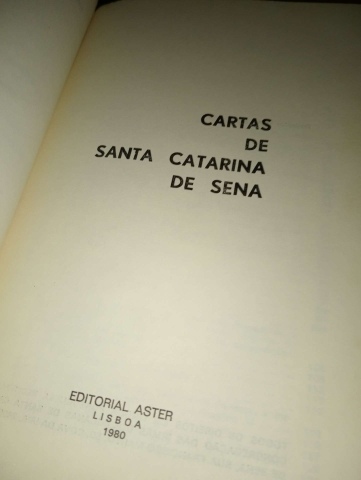 CARTAS
DE
SANTA CATARINA
DE SENA
EDITORIAL ASTER
LISBOA
1980